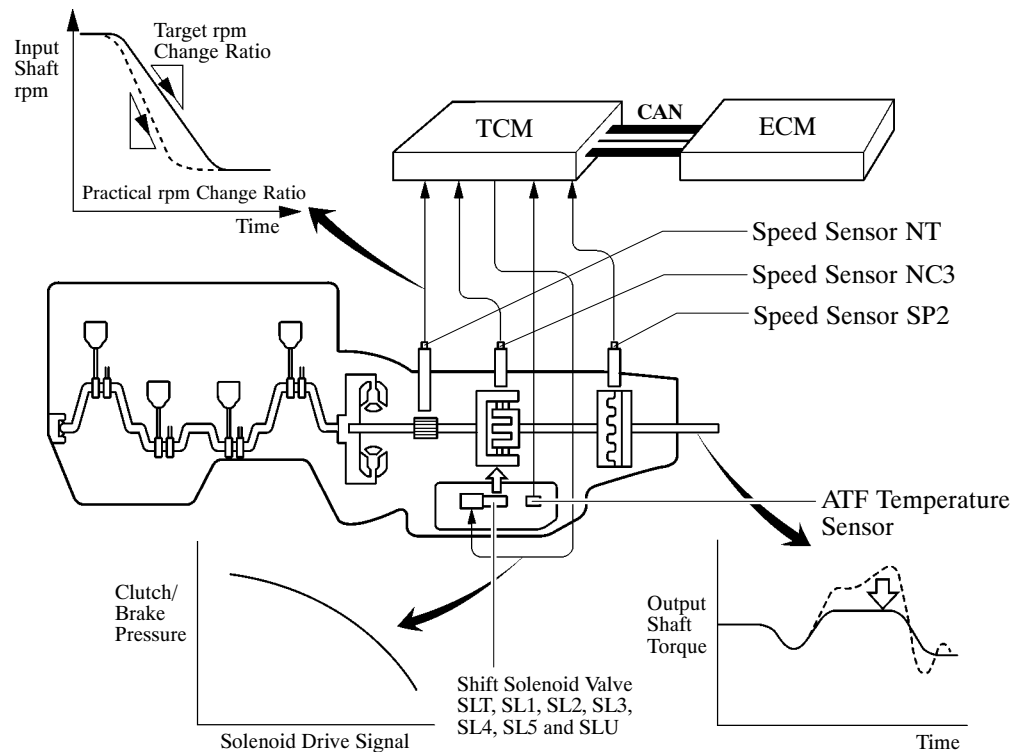 Input
Shaft
rpm
Target rpm
Change Ratio
Practical rpm Change Ratio
Time
TCM
CAN
ECM
Speed Sensor NT
Speed Sensor NC3
Speed Sensor SP2
ATF Temperature
Sensor
Clutch/
Brake
Pressure
Solenoid Drive Signal
Shift Solenoid Valve
SLT, SL1, SL2, SL3,
SL4, SL5 and SLU
Output
Shaft
Torque
Time